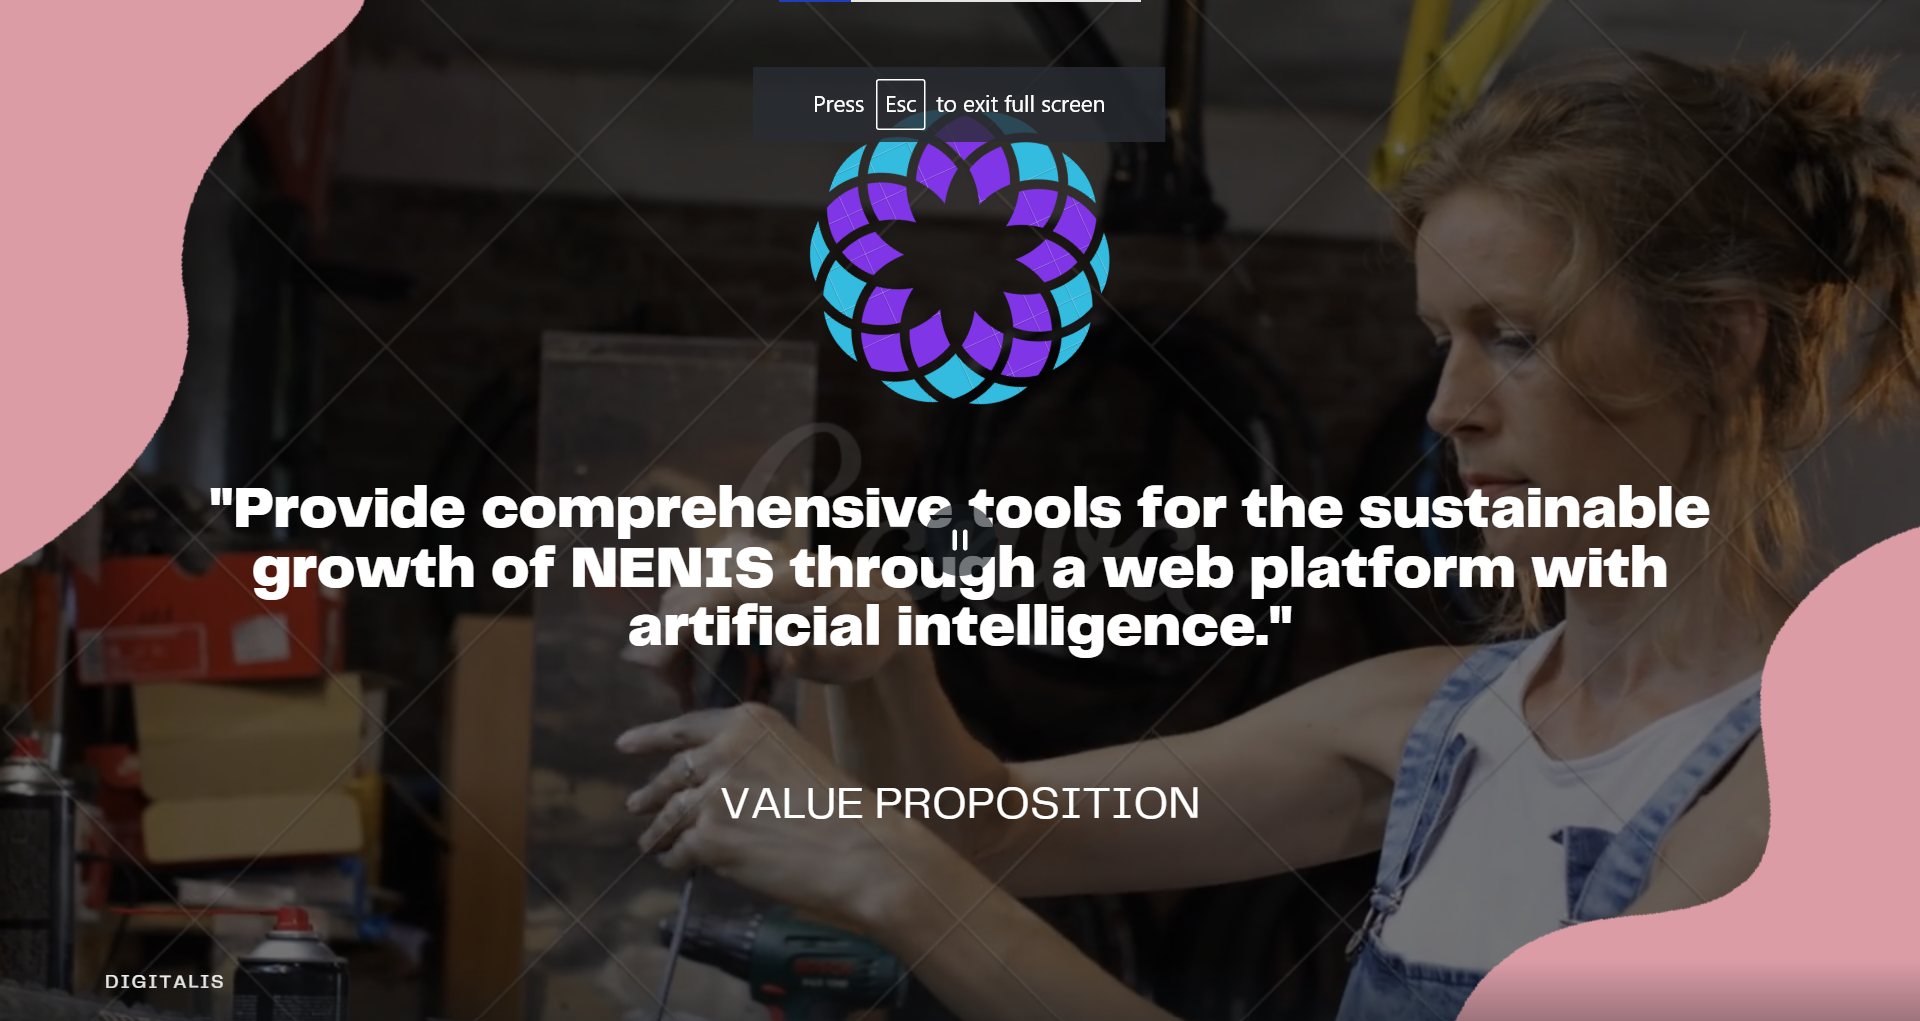 Press Esc to exit full screen
"Provide comprehensive tools for the sustainable
growth of NENIS through a web platform with
artificial intelligence."
VALUE PROPOSITION
DIGITALIS
Canva